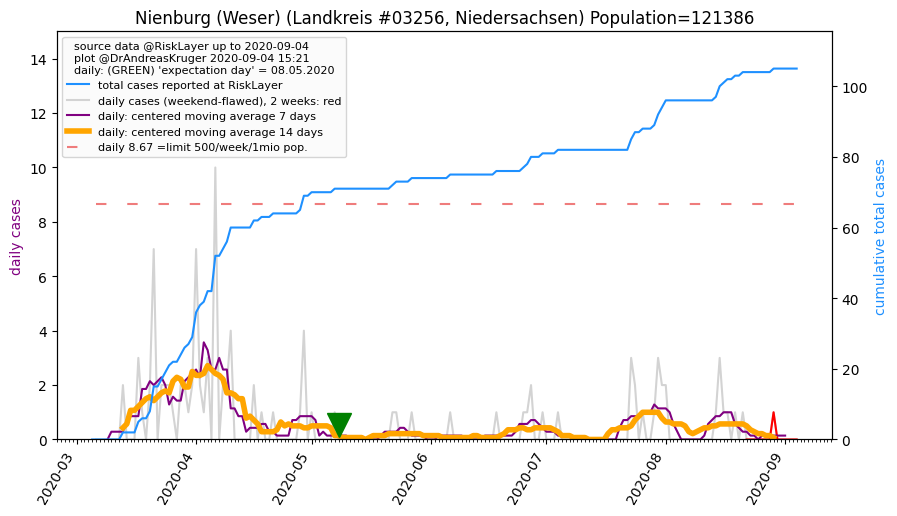 Nienburg (Weser) (Landkreis #03256, Niedersachsen) Population=121386
source data @RiskLayer up to 2020-09-04
plot @DrAndreasKruger 2020-09-04 15:21
daily: (GREEN) 'expectation day' = 08.05.2020
total cases reported at RiskLayer
daily cases (weekend-flawed), 2 weeks: red
daily: centered moving average 7 days
daily: centered moving average 14 days
daily 8.67 =limit 500/week/1mio pop.
daily cases
14
12
10
8
6
4
2
0
cumulative total cases
100
80
60
40
20
0
2020-03
2020-04
2020-05
2020-06
2020-07
2020-08
2020-09